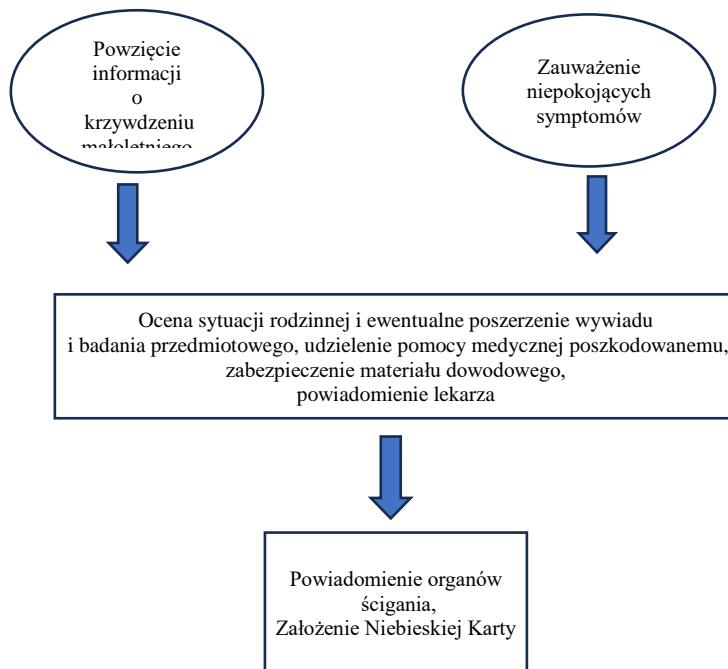 Powzięcie
informacji
o
krzywdzeniu
małoletniego
Zauważenie
niepokojących
symptomów
Ocena sytuacji rodzinnej i ewentualne poszerzenie wywiadu
i badania przedmiotowego, udzielenie pomocy medycznej poszkodowanemu,
zabezpieczenie materiału dowodowego,
powiadomienie lekarza
Powiadomienie organów
ścigania,
Założenie Niebieskiej Karty